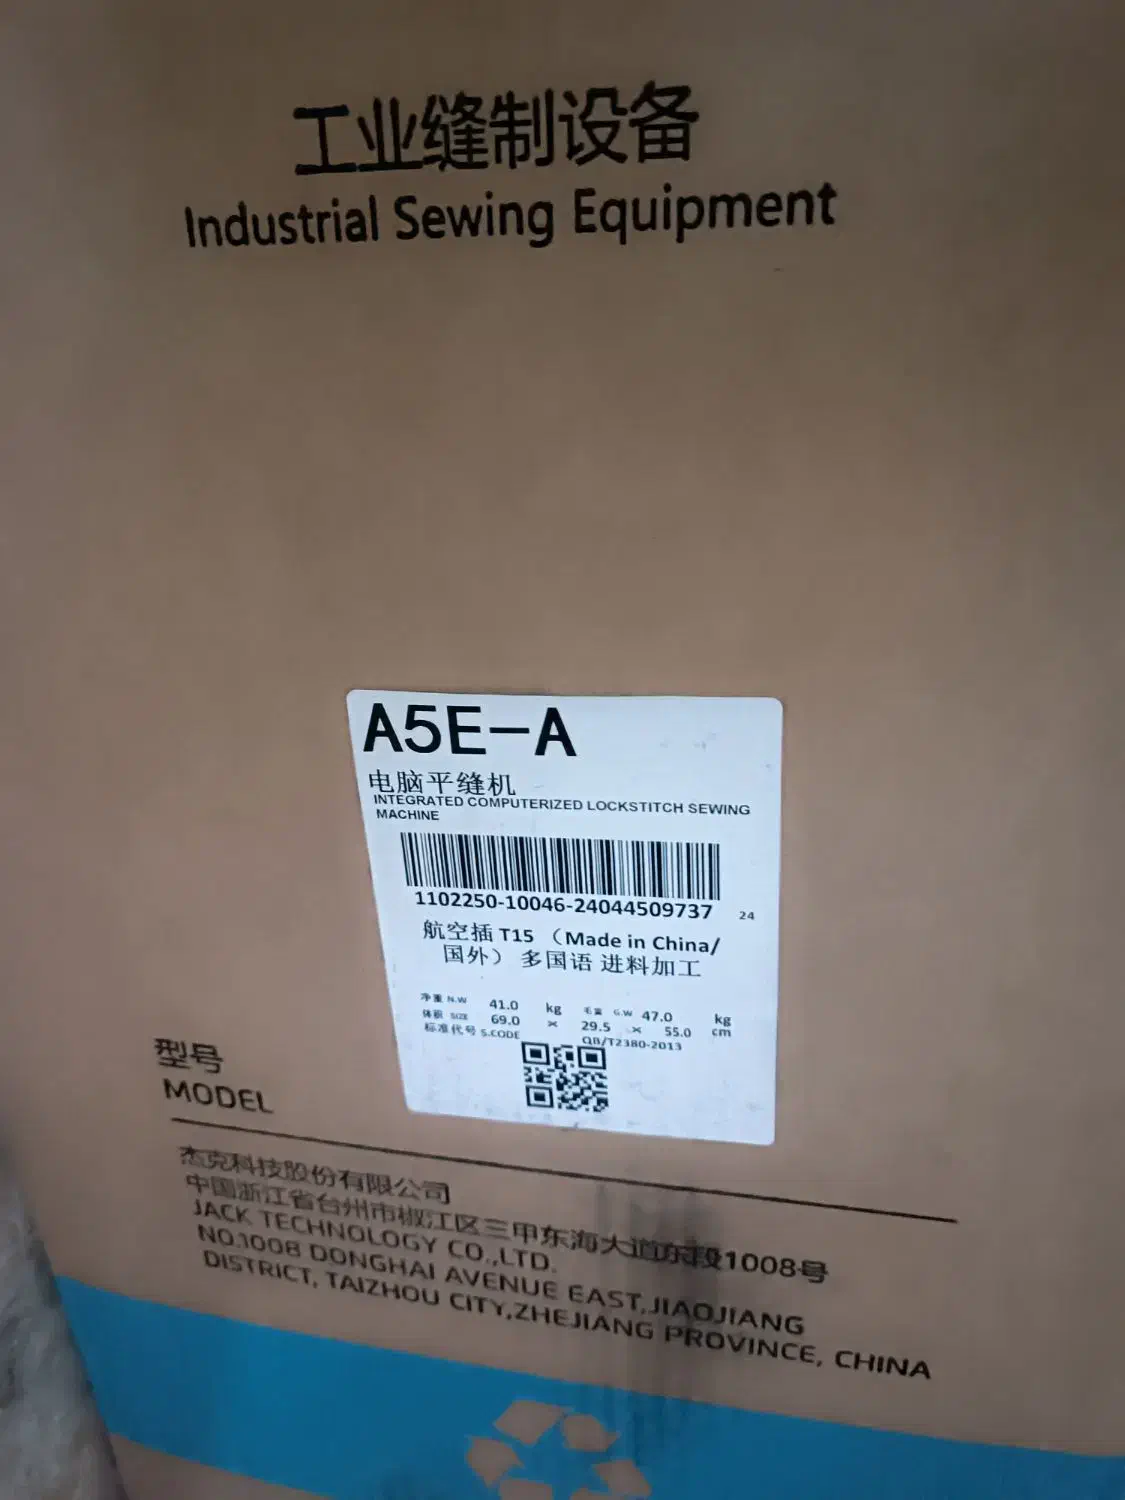 工业缝制设备
Industrial Sewing Equipment
A5E-A
电脑平缝机
INTEGRATED COMPUTERIZED LOCKSTITCH SEWING
MACHINE
1102250-10046-24044509737 24
航空插 T15 （Made in China/
国外） 多国语 进料加工
净重 N.W 41.0 kg 毛重 G.W 47.0 kg
体积 SIZE 69.0 × 29.5 × 55.0 cm
标准代号 S.CODE QB/T2380-2013
型号
MODEL
杰克科技股份有限公司
中国浙江省台州市椒江区三甲东海大道东段1008号
JACK TECHNOLOGY CO.,LTD.
NO.1008 DONGHAI AVENUE EAST,JIAOJIANG
DISTRICT, TAIZHOU CITY,ZHEJIANG PROVINCE, CHINA